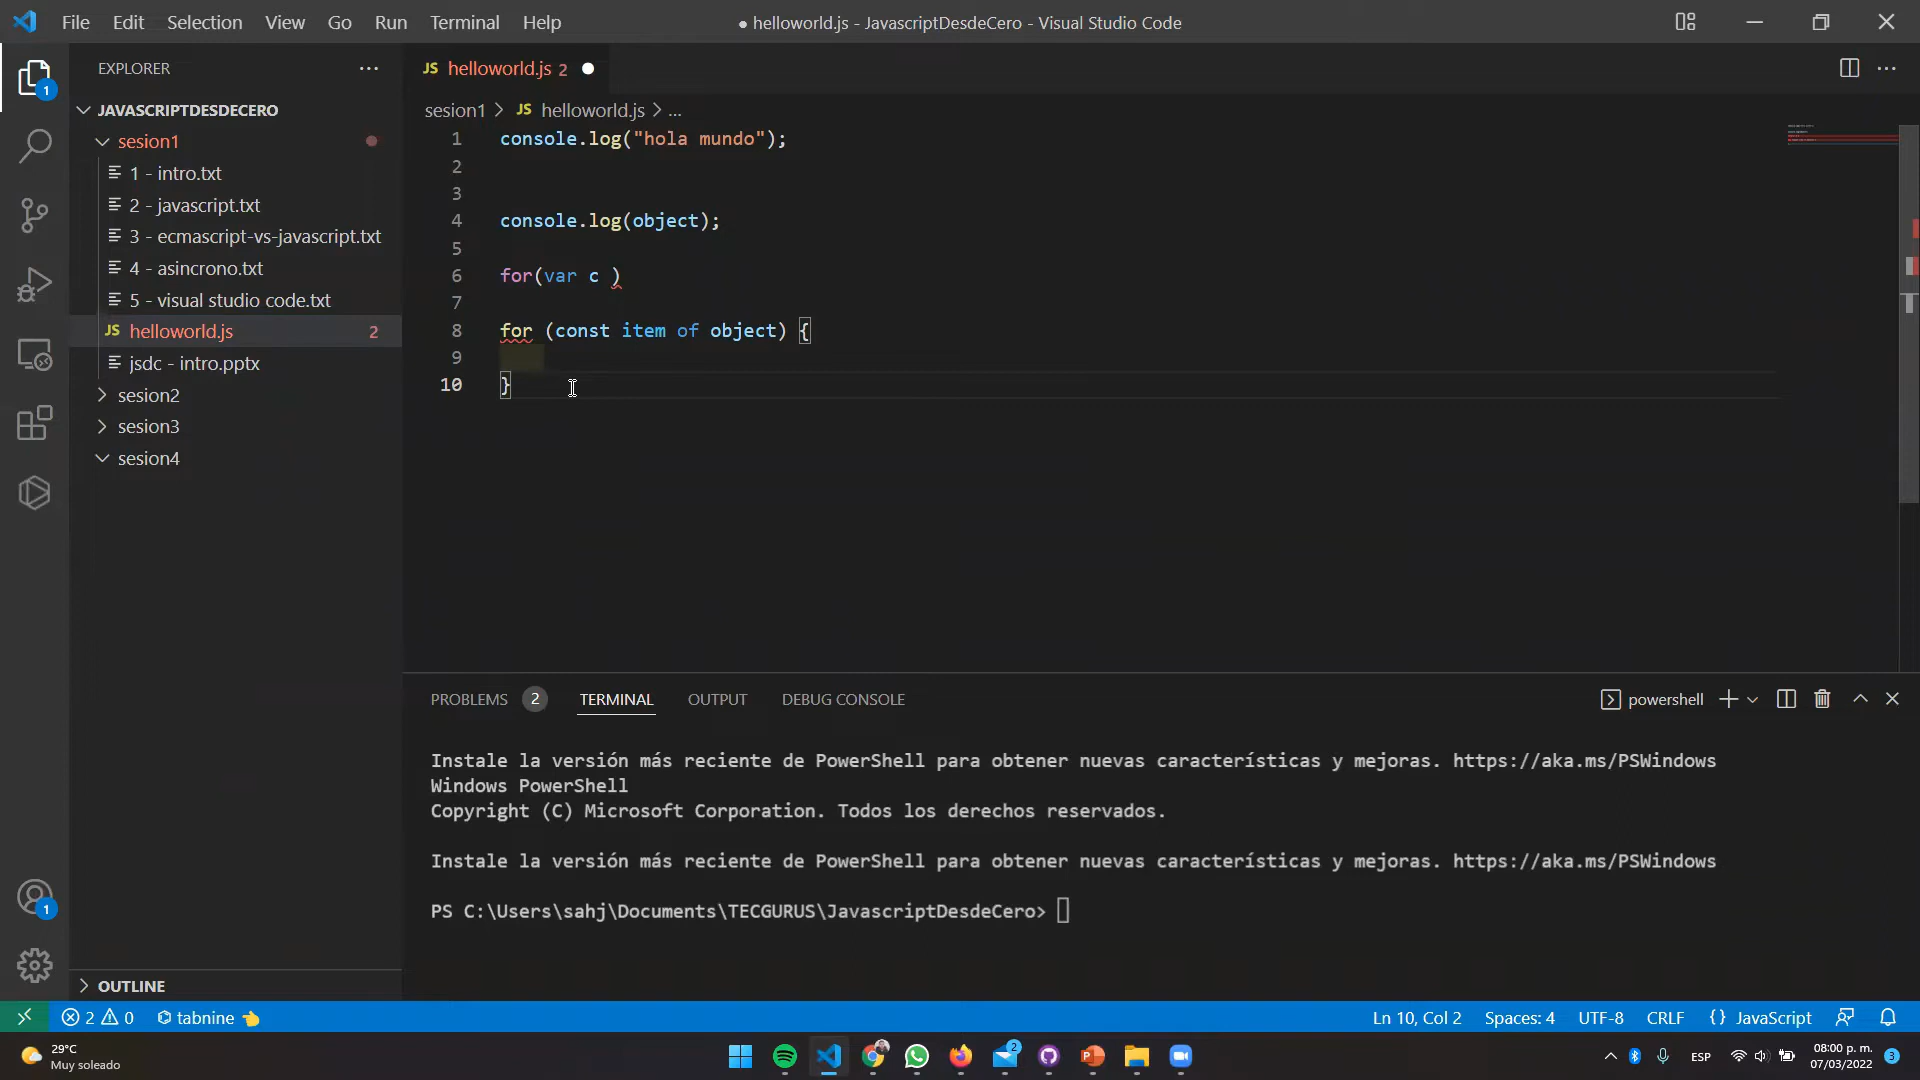 File Edit Selection View Go Run Terminal Help
● helloworld.js - JavascriptDesdeCero - Visual Studio Code
EXPLORER
JAVASCRIPTDESDECERO
sesion1
1 - intro.txt
2 - javascript.txt
3 - ecmascript-vs-javascript.txt
4 - asincrono.txt
5 - visual studio code.txt
JS helloworld.js 2
jsdc - intro.pptx
sesion2
sesion3
sesion4
OUTLINE
1
1
JS helloworld.js 2
sesion1 > JS helloworld.js > ...
1 console.log("hola mundo");
2
3
4 console.log(object);
5
6 for(var c )
7
8 for (const item of object) {
9
10 }
PROBLEMS 2 TERMINAL OUTPUT DEBUG CONSOLE
powershell
Instale la versión más reciente de PowerShell para obtener nuevas características y mejoras. https://aka.ms/PSWindows
Windows PowerShell
Copyright (C) Microsoft Corporation. Todos los derechos reservados.
Instale la versión más reciente de PowerShell para obtener nuevas características y mejoras. https://aka.ms/PSWindows
PS C:\Users\sahj\Documents\TECGURUS\JavascriptDesdeCero>
2 0 tabnine
Ln 10, Col 2 Spaces: 4 UTF-8 CRLF {} JavaScript
29°C
Muy soleado
2
ESP
08:00 p. m.
07/03/2022
3